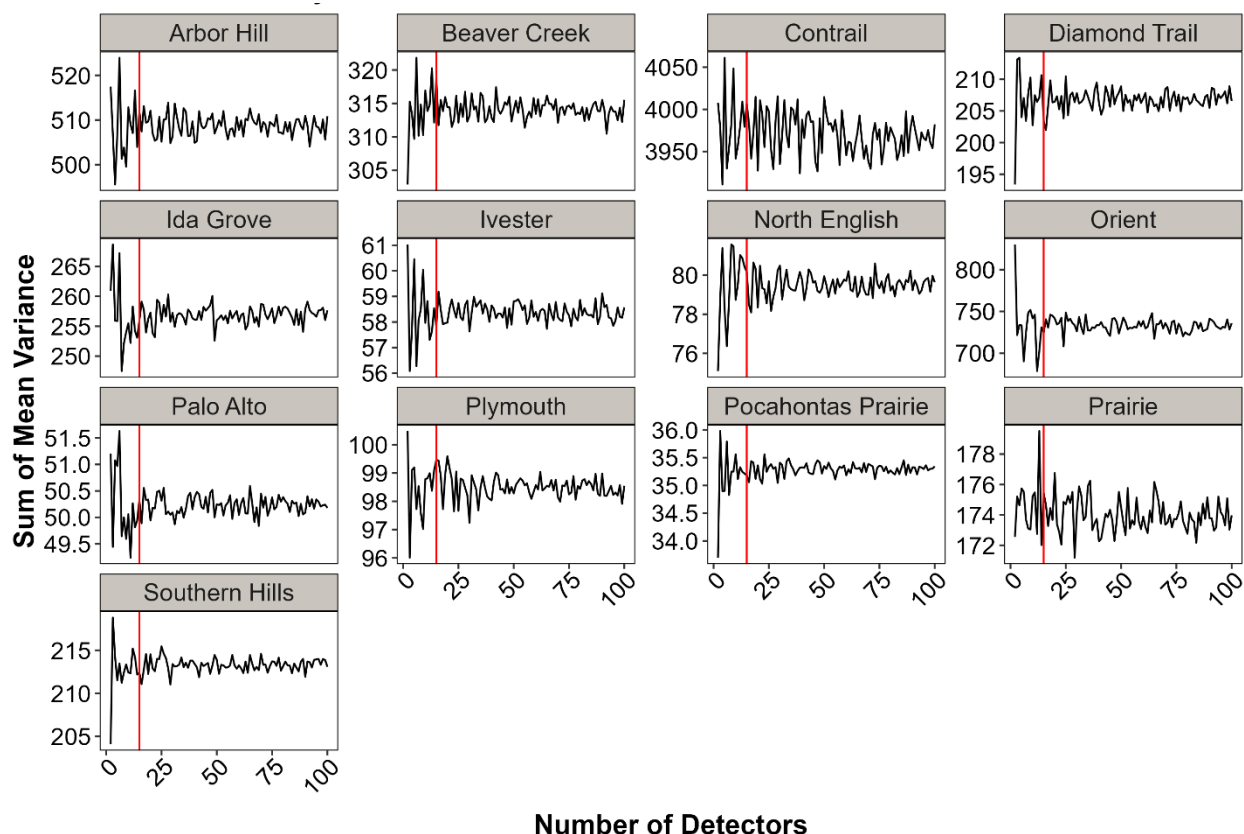 Arbor Hill
520
510
500
Beaver Creek
320
315
310
305
Contrail
4050
4000
3950
Diamond Trail
210
205
200
195
Ida Grove
265
260
255
250
Ivester
61
60
59
58
57
56
North English
80
78
76
Orient
800
750
700
Palo Alto
51.5
51.0
50.5
50.0
49.5
Plymouth
100
99
98
97
96
0 25 50 75 100
Pocahontas Prairie
36.0
35.5
35.0
34.5
34.0
0 25 50 75 100
Prairie
178
176
174
172
0 25 50 75 100
Southern Hills
215
210
205
0 25 50 75 100
Sum of Mean Variance
Number of Detectors